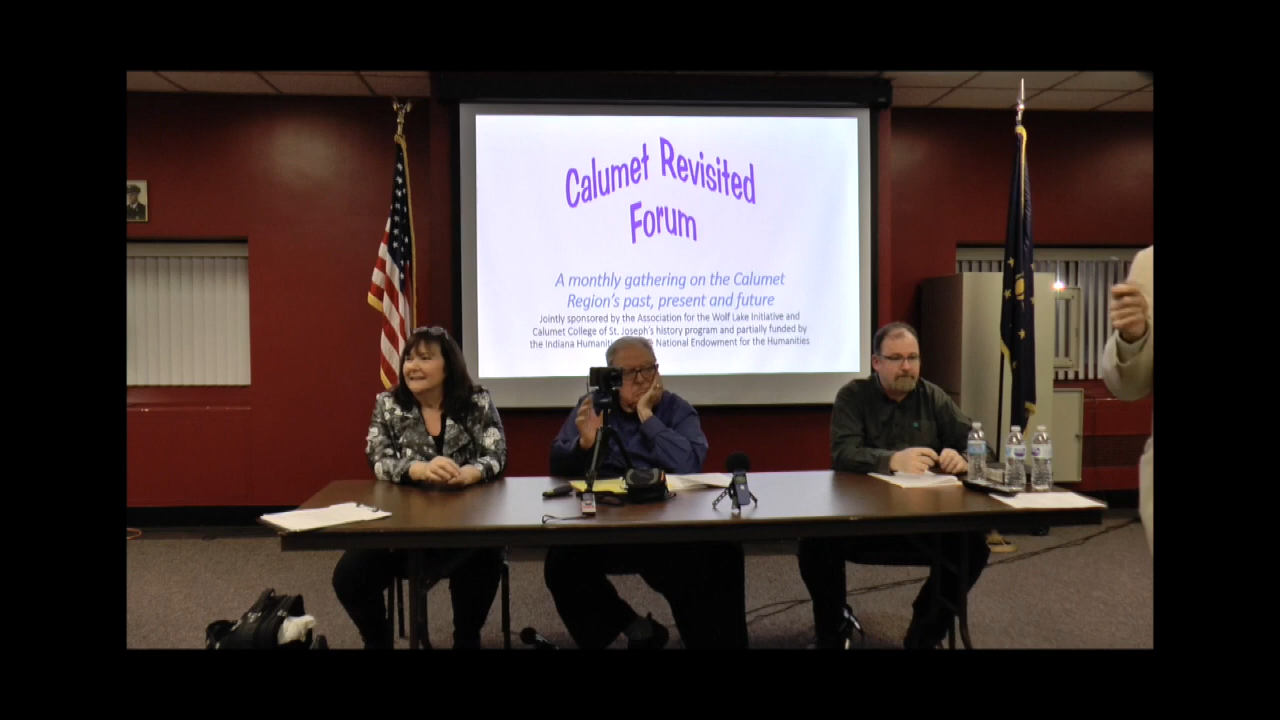 Calumet Revisited
Forum
A monthly gathering on the Calumet
Region's past, present and future
Jointly sponsored by the Association for the Wolf Lake Initiative and
Calumet College of St. Joseph's history program and partially funded by
the Indiana Humanities National Endowment for the Humanities